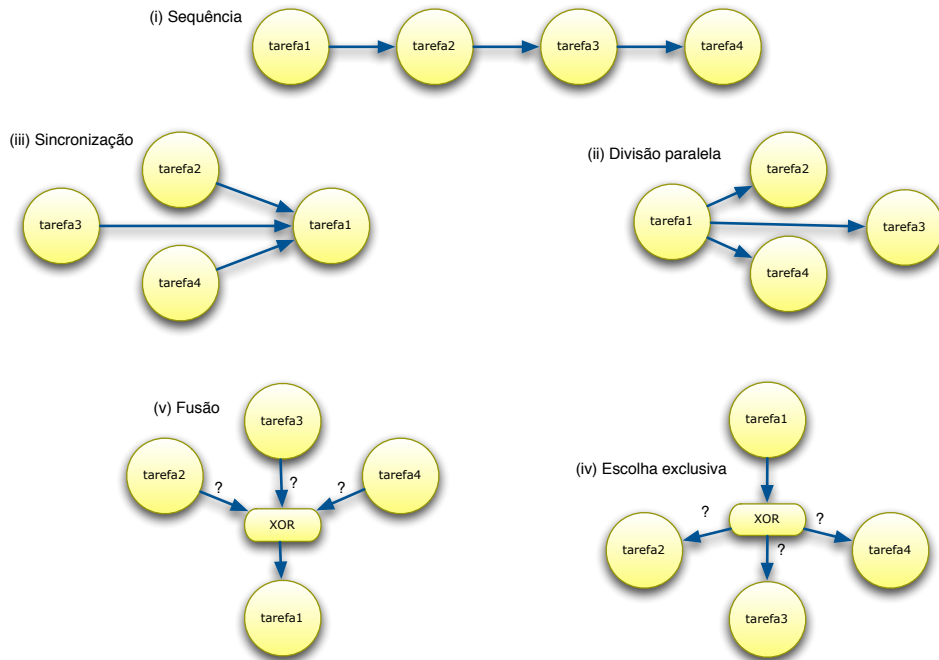 (i) Sequência
tarefa1
tarefa2
tarefa3
tarefa4
(iii) Sincronização
tarefa2
tarefa3
tarefa1
tarefa4
(ii) Divisão paralela
tarefa2
tarefa1
tarefa3
tarefa4
(v) Fusão
tarefa3
tarefa2
tarefa4
?
?
?
XOR
tarefa1
(iv) Escolha exclusiva
tarefa1
XOR
?
?
?
tarefa2
tarefa4
tarefa3